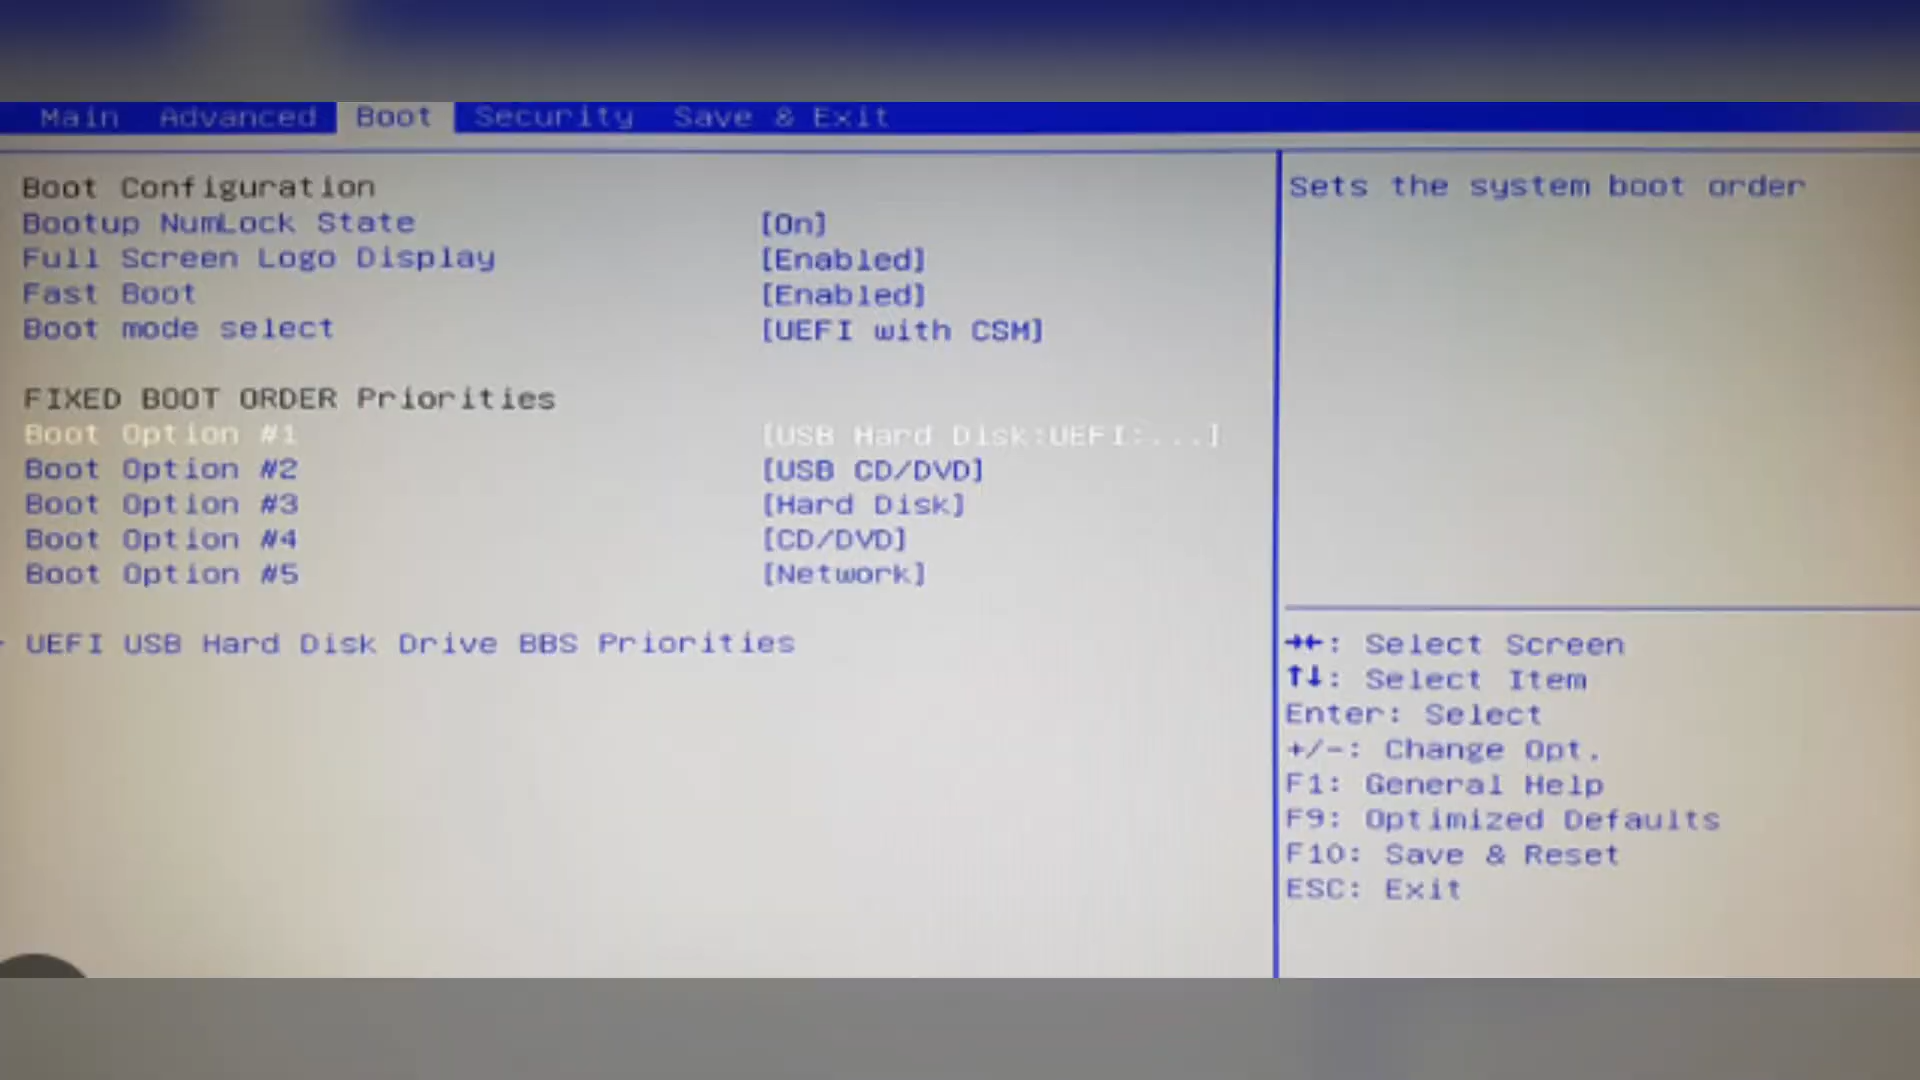 Main Advanced Boot Security Save & Exit
Boot Configuration
Bootup NumLock State [On]
Full Screen Logo Display [Enabled]
Fast Boot [Enabled]
Boot mode select [UEFI with CSM]
FIXED BOOT ORDER Priorities
Boot Option #1 [USB Hard Disk:UEFI:...]
Boot Option #2 [USB CD/DVD]
Boot Option #3 [Hard Disk]
Boot Option #4 [CD/DVD]
Boot Option #5 [Network]
UEFI USB Hard Disk Drive BBS Priorities
Sets the system boot order
→←: Select Screen
↑↓: Select Item
Enter: Select
+/-: Change Opt.
F1: General Help
F9: Optimized Defaults
F10: Save & Reset
ESC: Exit